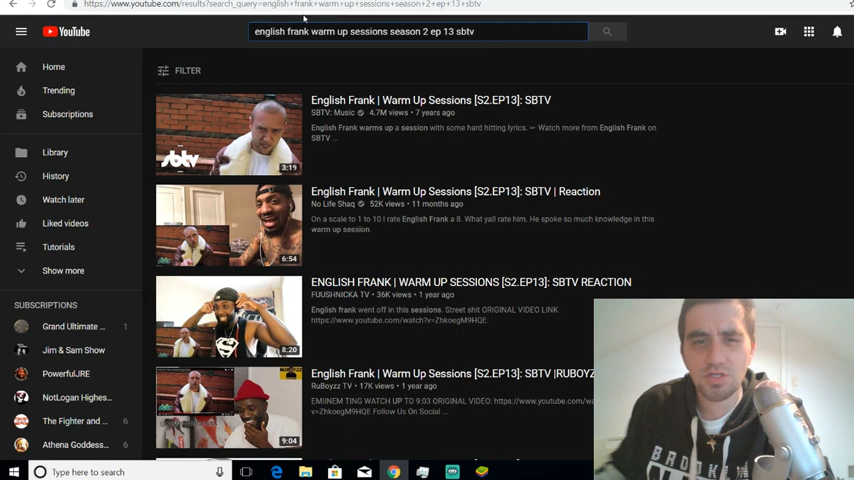 https://www.youtube.com/results?search_query=english+frank+warm+up+sessions+season+2+ep+13+sbtv
YouTube
english frank warm up sessions season 2 ep 13 sbtv
Home
Trending
Subscriptions
Library
History
Watch later
Liked videos
Tutorials
Show more
SUBSCRIPTIONS
Grand Ultimate ... 1
Jim & Sam Show
PowerfulJRE
NotLogan Highes...
The Fighter and ... 6
Athena Goddess... 6
FILTER
sbtv
3:19
English Frank | Warm Up Sessions [S2.EP13]: SBTV
SBTV: Music 4.7M views • 7 years ago
English Frank warms up a session with some hard hitting lyrics. ➳ Watch more from English Frank on
SBTV ...
6:54
English Frank | Warm Up Sessions [S2.EP13]: SBTV | Reaction
No Life Shaq 52K views • 11 months ago
On a scale to 1 to 10 I rate English Frank a 8. What yall rate him. He spoke so much knowledge in this
warm up session.
8:20
ENGLISH FRANK | WARM UP SESSIONS [S2.EP13]: SBTV REACTION
FUUSHNICKA TV • 36K views • 1 year ago
English frank went off in this sessions. Street shit ORIGINAL VIDEO LINK
https://www.youtube.com/watch?v=ZhkoegM9HQE.
9:04
English Frank | Warm Up Sessions [S2.EP13]: SBTV |RUBOYZ
RuBoyzz TV • 17K views • 1 year ago
EMIINEM TING WATCH UP TO 9:03 ORIGINAL VIDEO: https://www.youtube.com/wa
v=ZhkoegM9HQE Follow Us On Social ...
Type here to search